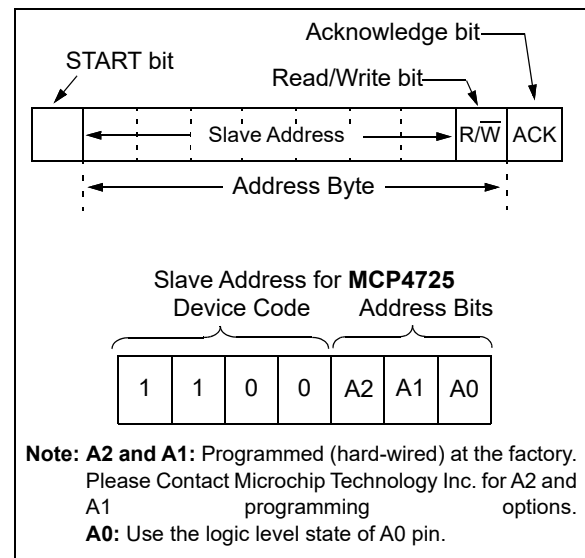 Acknowledge bit
START bit
Read/Write bit
Slave Address R/W ACK
Address Byte
Slave Address for MCP4725
Device Code Address Bits
1 1 0 0 A2 A1 A0
Note: A2 and A1: Programmed (hard-wired) at the factory.
Please Contact Microchip Technology Inc. for A2 and
A1 programming options.
A0: Use the logic level state of A0 pin.